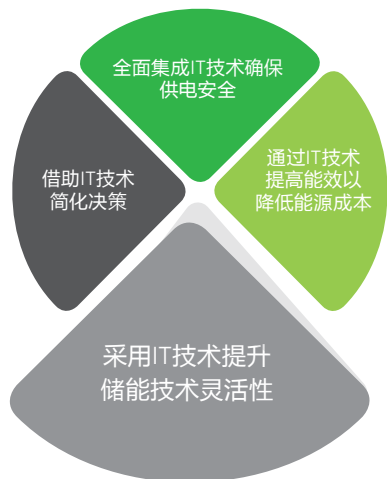 全面集成IT技术确保
供电安全
借助IT技术
简化决策
通过IT技术
提高能效以
降低能源成本
采用IT技术提升
储能技术灵活性